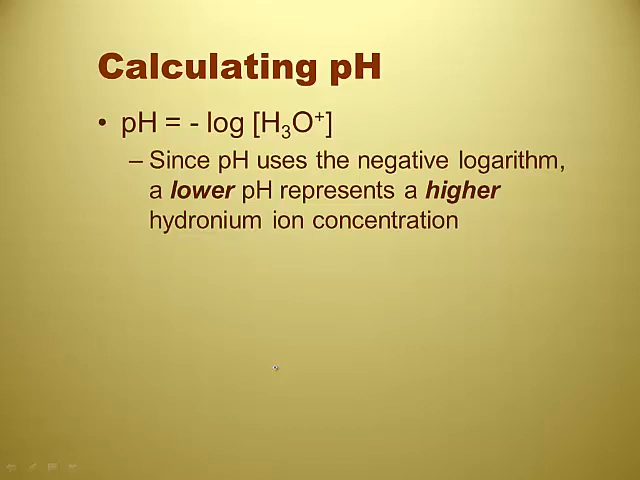 Calculating pH
• pH = - log [H₃O⁺]
– Since pH uses the negative logarithm,
a lower pH represents a higher
hydronium ion concentration